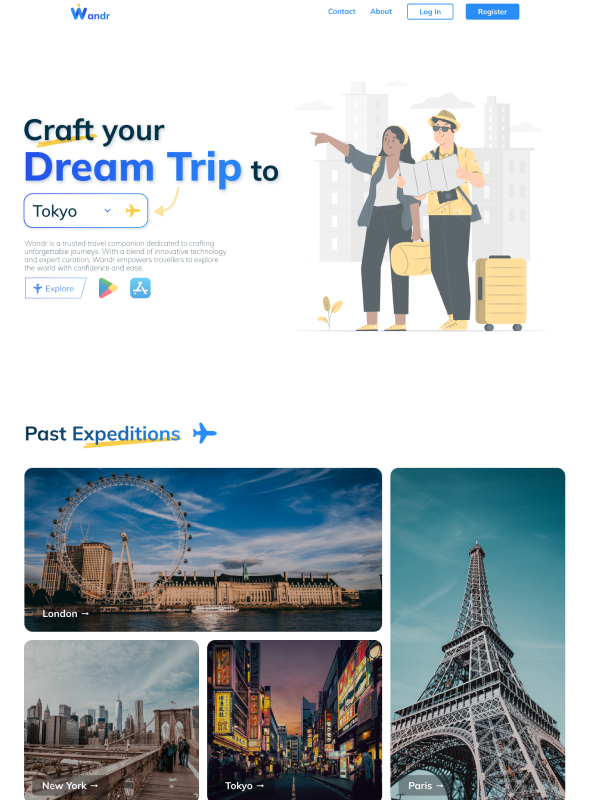 Wandr
Contact About Log In Register
Craft your
Dream Trip to
Tokyo
Wandr is a trusted travel companion dedicated to crafting
unforgettable journeys. With a blend of innovative technology
and expert curation, Wandr empowers travellers to explore
the world with confidence and ease.
Explore
Past Expeditions
London →
New York →
Tokyo →
Paris →